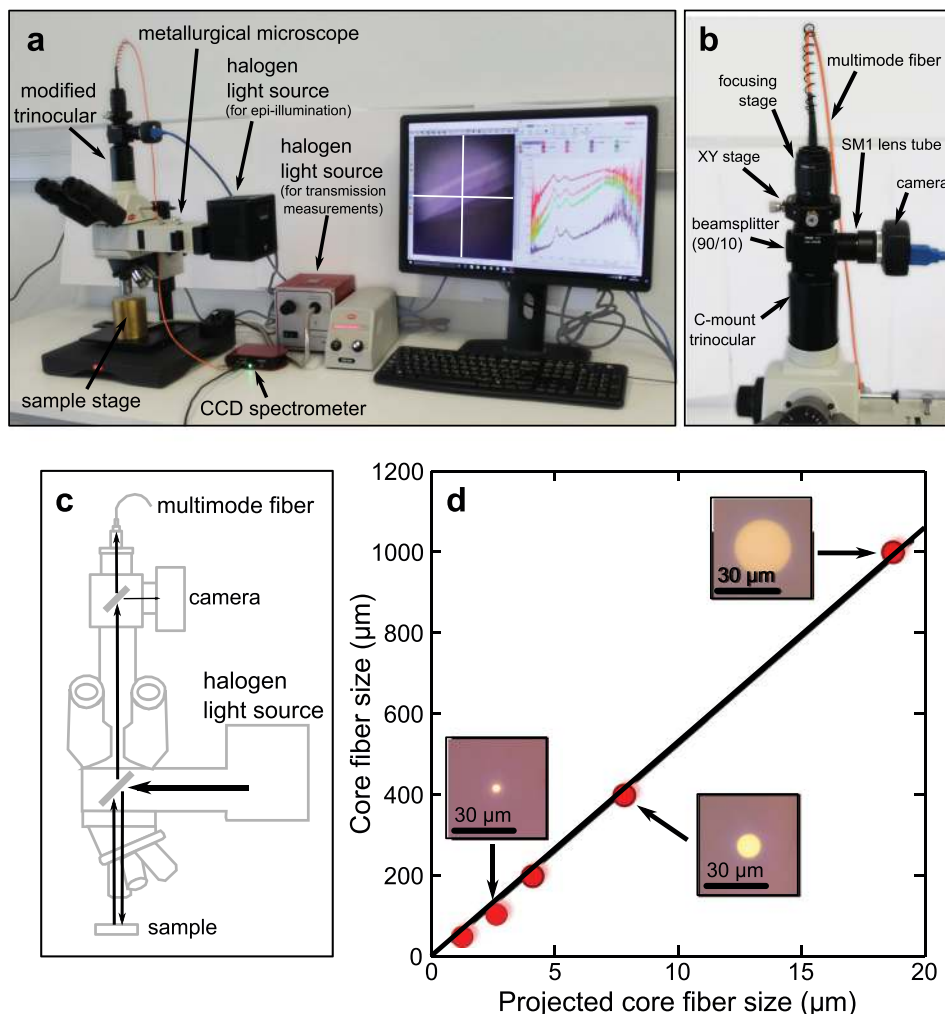 a
metallurgical microscope
modified
trinocular
halogen
light source
(for epi-illumination)
halogen
light source
(for transmission
measurements)
sample stage
CCD spectrometer
b
multimode fiber
focusing
stage
SM1 lens tube
XY stage
camera
beamsplitter
(90/10)
C-mount
trinocular
c
multimode fiber
camera
halogen
light source
sample
d
Core fiber size (µm)
1200
1000
800
600
400
200
0
30 µm
30 µm
30 µm
0
5
10
15
20
Projected core fiber size (µm)